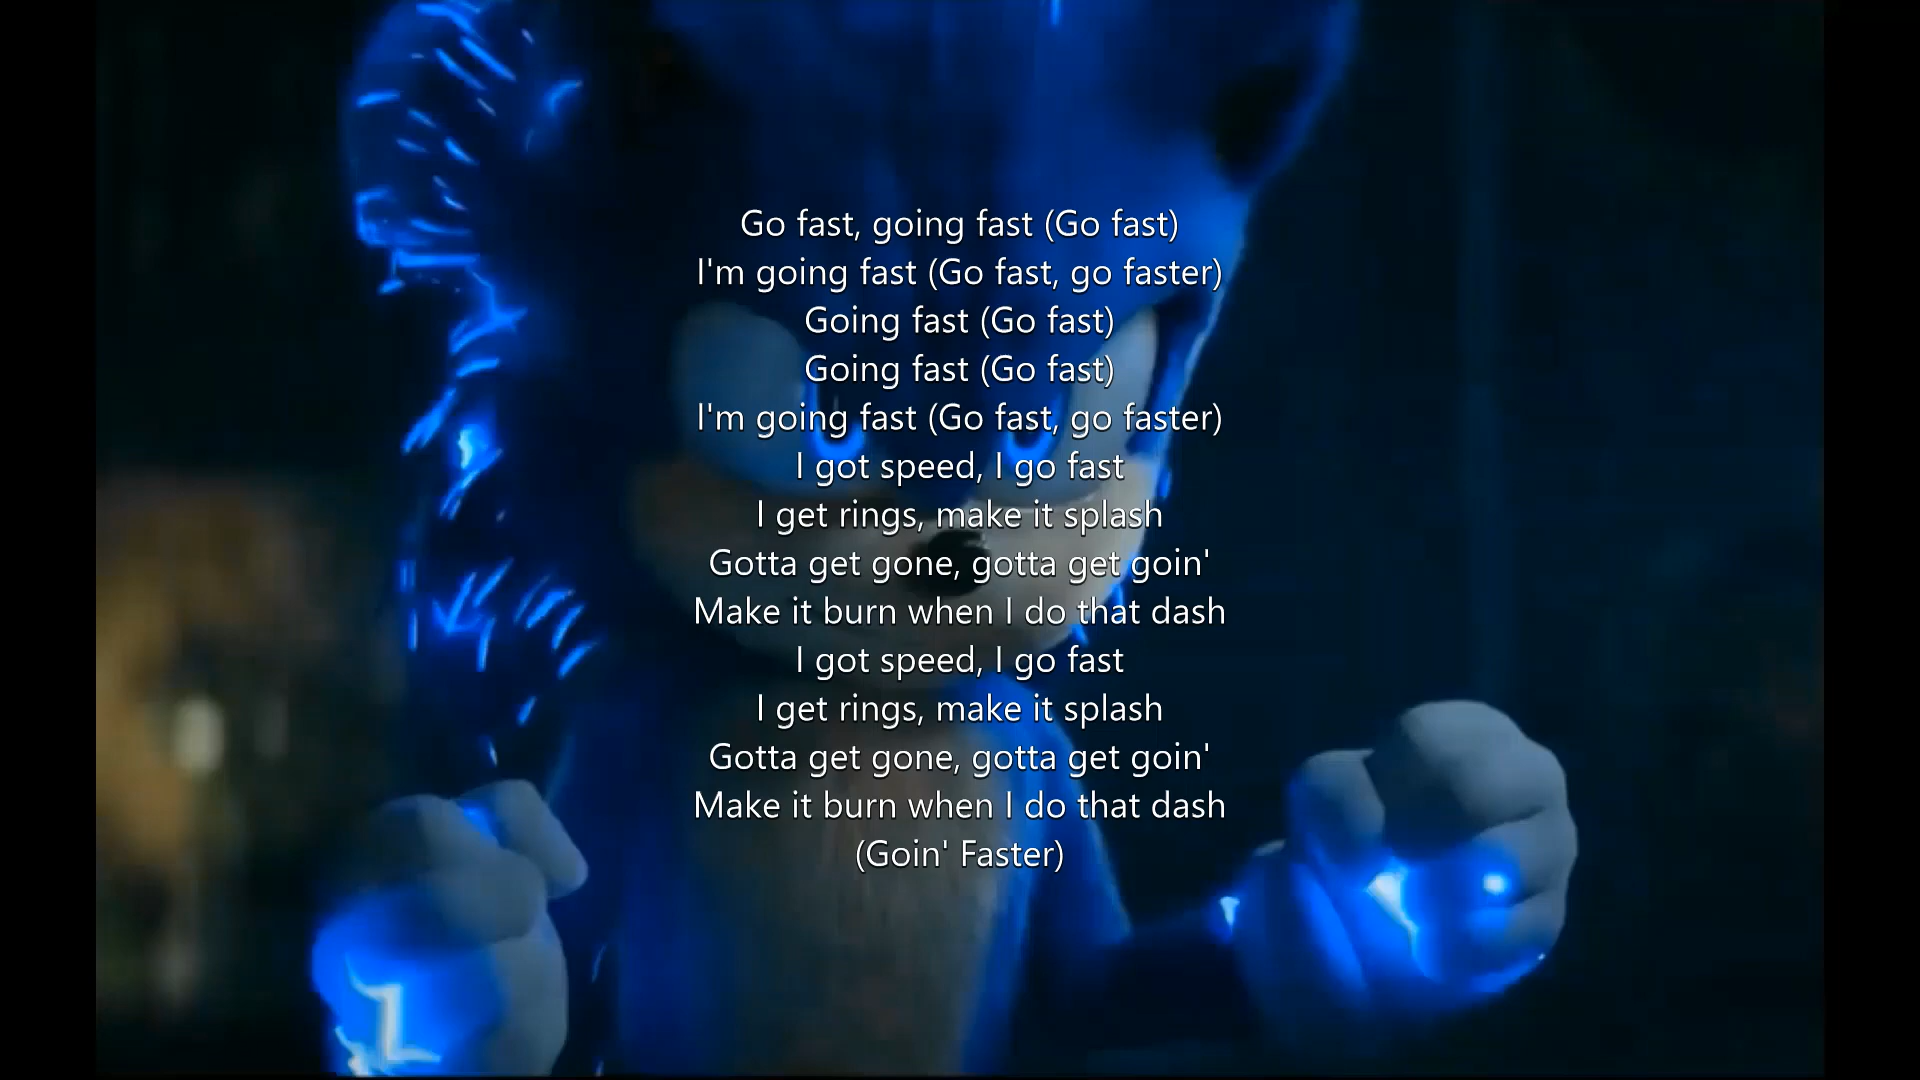 Go fast, going fast (Go fast)
I'm going fast (Go fast, go faster)
Going fast (Go fast)
Going fast (Go fast)
I'm going fast (Go fast, go faster)
I got speed, I go fast
I get rings, make it splash
Gotta get gone, gotta get goin'
Make it burn when I do that dash
I got speed, I go fast
I get rings, make it splash
Gotta get gone, gotta get goin'
Make it burn when I do that dash
(Goin' Faster)